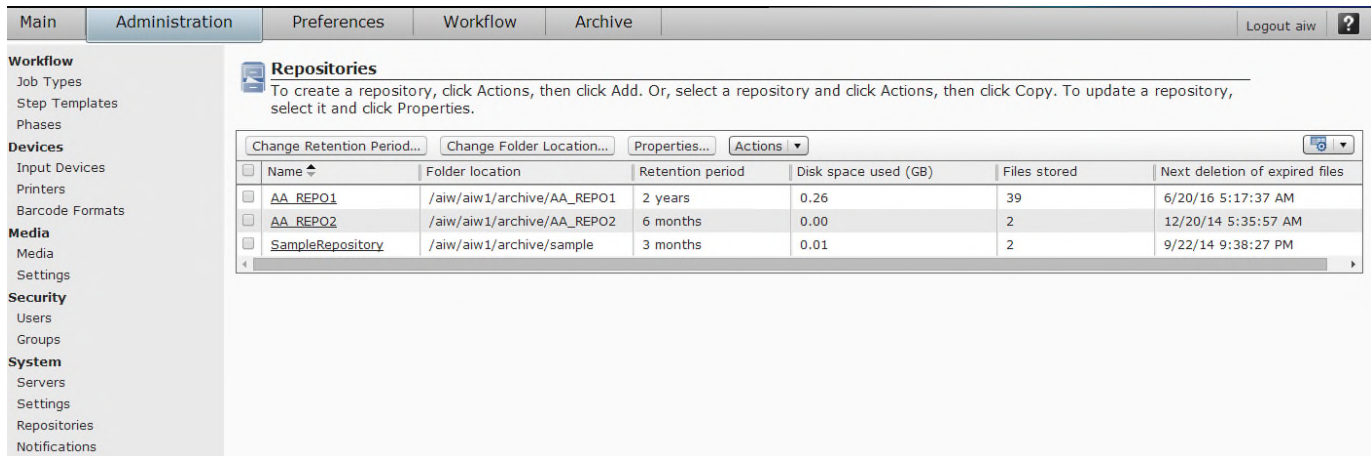 Main Administration Preferences Workflow Archive Logout aiw ?
Workflow
Job Types
Step Templates
Phases
Devices
Input Devices
Printers
Barcode Formats
Media
Media
Settings
Security
Users
Groups
System
Servers
Settings
Repositories
Notifications
Repositories
To create a repository, click Actions, then click Add. Or, select a repository and click Actions, then click Copy. To update a repository,
select it and click Properties.
Change Retention Period... Change Folder Location... Properties... Actions
Name Folder location Retention period Disk space used (GB) Files stored Next deletion of expired files
AA_REPO1 /aiw/aiw1/archive/AA_REPO1 2 years 0.26 39 6/20/16 5:17:37 AM
AA_REPO2 /aiw/aiw1/archive/AA_REPO2 6 months 0.00 2 12/20/14 5:35:57 AM
SampleRepository /aiw/aiw1/archive/sample 3 months 0.01 2 9/22/14 9:38:27 PM